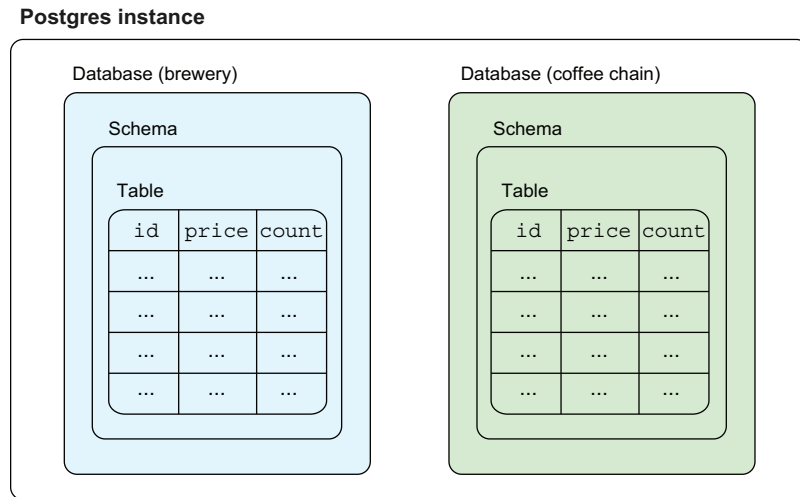 Postgres instance
Database (brewery)
Schema
Table
id price count
... ... ...
... ... ...
... ... ...
... ... ...
Database (coffee chain)
Schema
Table
id price count
... ... ...
... ... ...
... ... ...
... ... ...